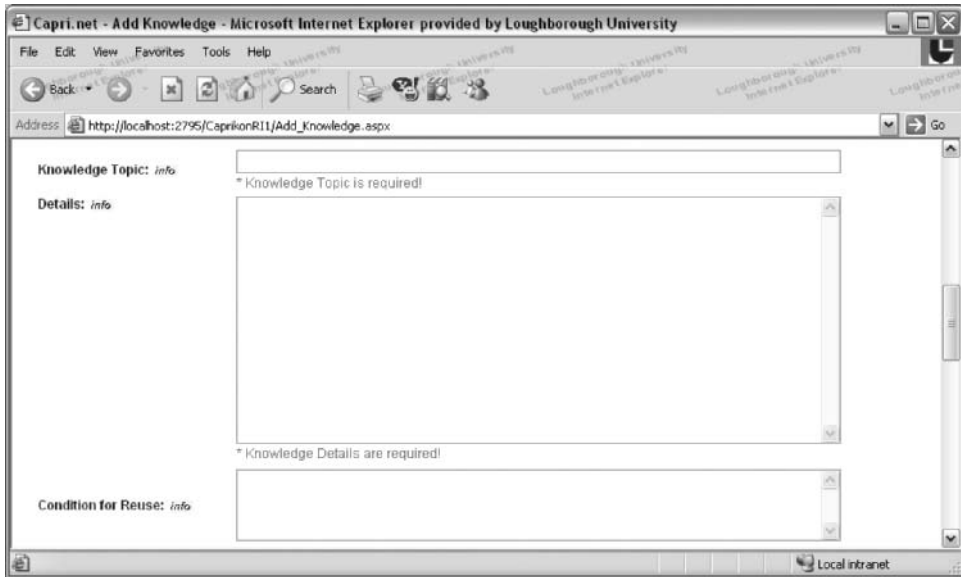 Capri.net - Add Knowledge - Microsoft Internet Explorer provided by Loughborough University
File Edit View Favorites Tools Help
Back Search
Address http://localhost:2795/CaprikonRI1/Add_Knowledge.aspx Go
Knowledge Topic: info
* Knowledge Topic is required!
Details: info
* Knowledge Details are required!
Condition for Reuse: info
Local intranet